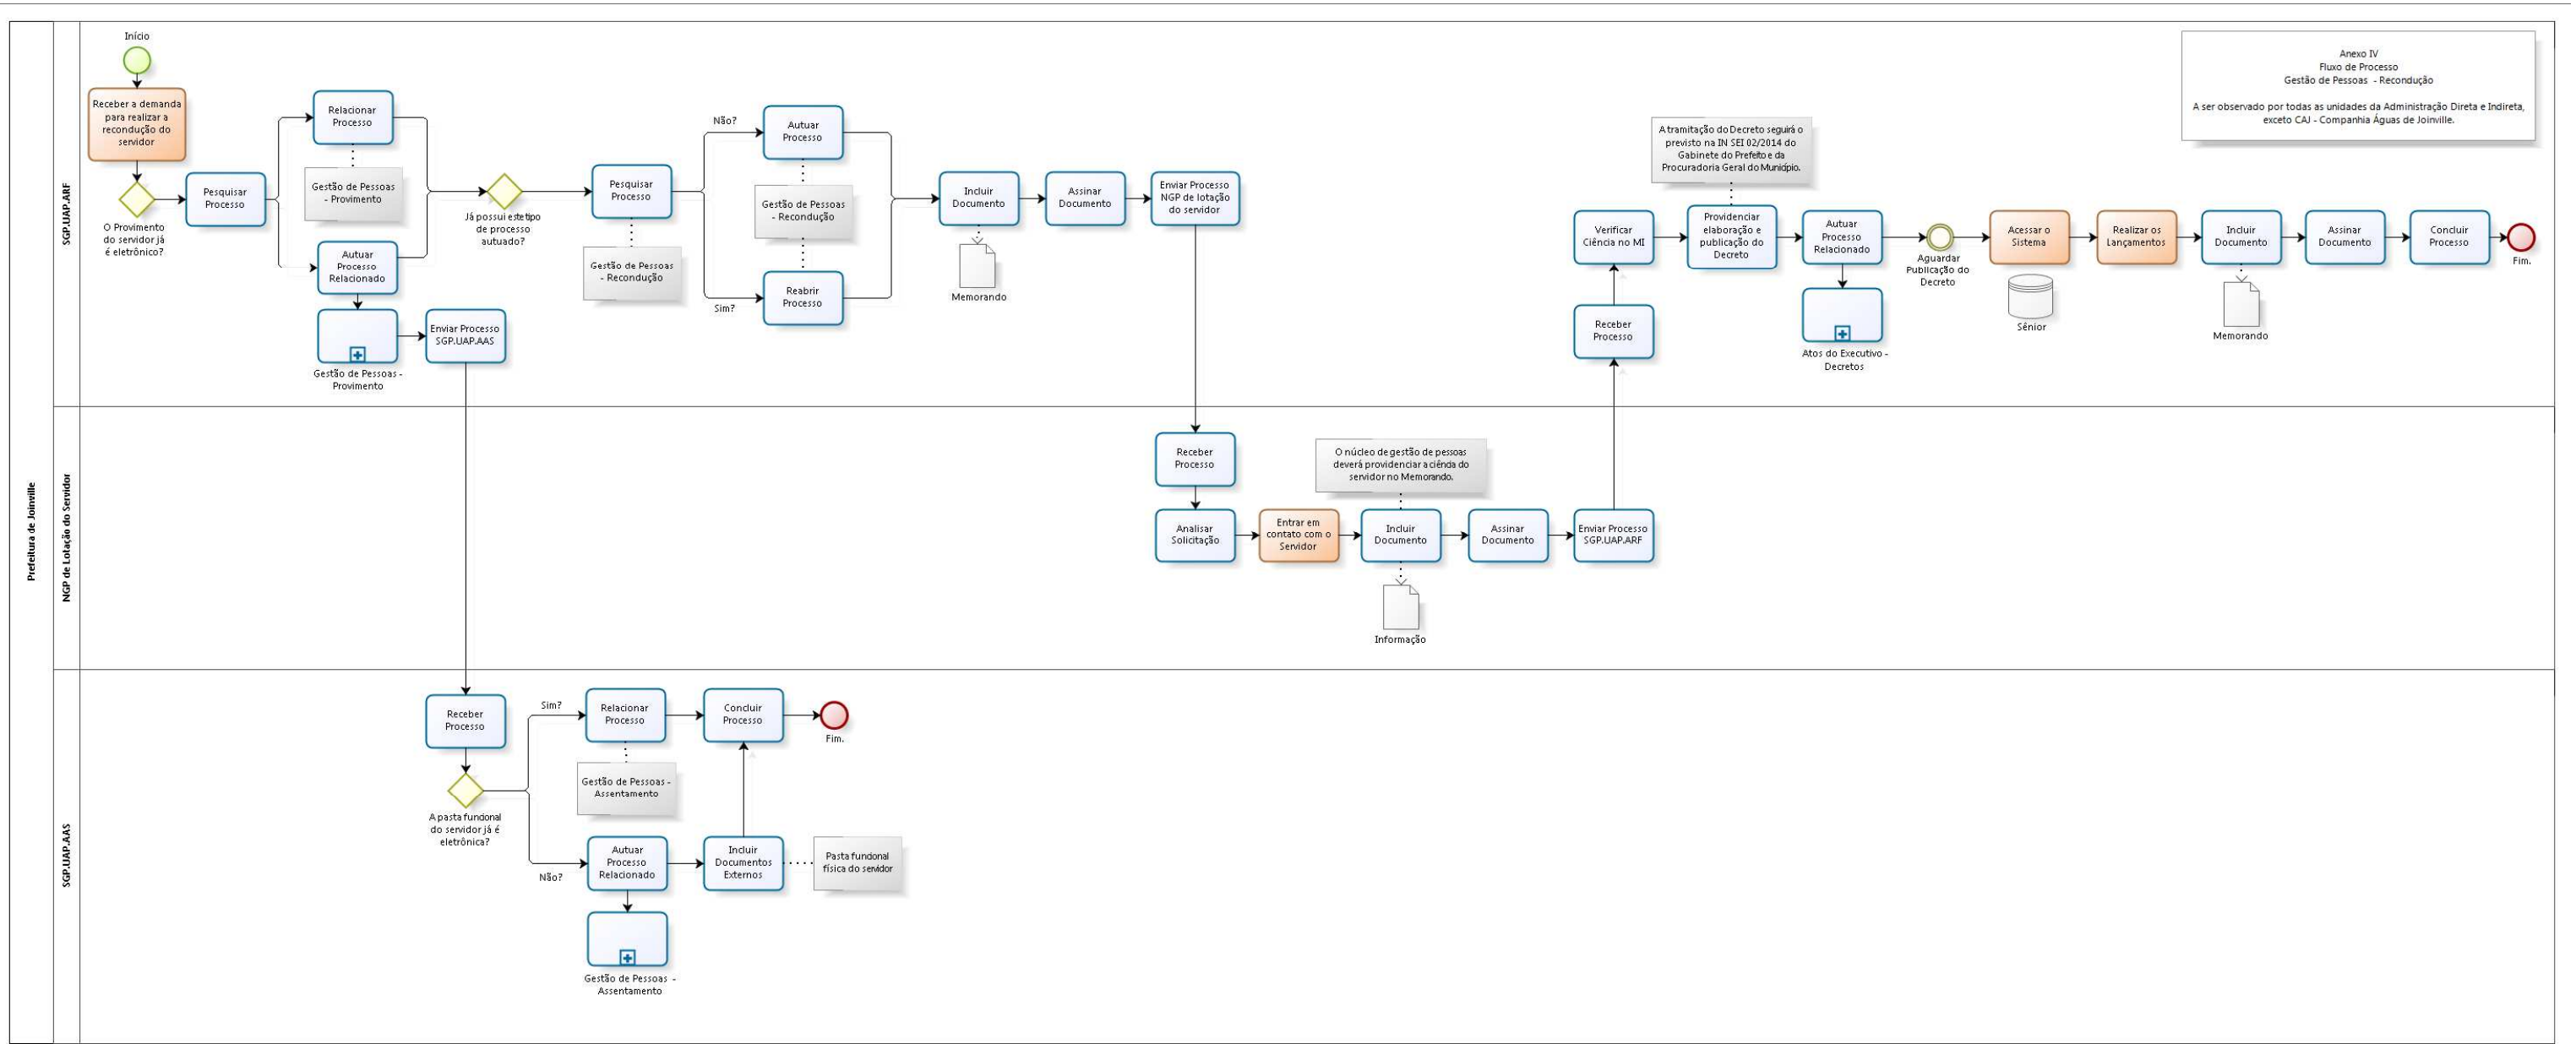 Prefeitura de Joinville
SGP.UAP.ARF
Início
Receber a demanda
para realizar a
recondução do
servidor
O Provimento
do servidor já
é eletrônico?
Pesquisar
Processo
Relacionar
Processo
Gestão de Pessoas
- Provimento
Autuar
Processo
Relacionado
Gestão de Pessoas -
Provimento
Enviar Processo
SGP.UAP.AAS
Já possui este tipo
de processo
autuado?
Pesquisar
Processo
Gestão de Pessoas
- Recondução
Não?
Autuar
Processo
Gestão de Pessoas
- Recondução
Sim?
Reabrir
Processo
Incluir
Documento
Memorando
Assinar
Documento
Enviar Processo
NGP de lotação
do servidor
Verificar
Ciência no MI
Receber
Processo
A tramitação do Decreto seguirá o
previsto na IN SEI 02/2014 do
Gabinete do Prefeito e da
Procuradoria Geral do Município.
Providenciar
elaboração e
publicação do
Decreto
Autuar
Processo
Relacionado
Atos do Executivo -
Decretos
Aguardar
Publicação do
Decreto
Acessar o
Sistema
Sênior
Realizar os
Lançamentos
Incluir
Documento
Memorando
Assinar
Documento
Concluir
Processo
Fim.
Anexo IV
Fluxo de Processo
Gestão de Pessoas - Recondução
A ser observado por todas as unidades da Administração Direta e Indireta,
exceto CAJ - Companhia Águas de Joinville.
NGP de Lotação do Servidor
Receber
Processo
Analisar
Solicitação
Entrar em
contato com o
Servidor
O núcleo de gestão de pessoas
deverá providenciar a ciência do
servidor no Memorando.
Incluir
Documento
Informação
Assinar
Documento
Enviar Processo
SGP.UAP.ARF
SGP.UAP.AAS
Receber
Processo
A pasta funcional
do servidor já é
eletrônica?
Sim?
Relacionar
Processo
Gestão de Pessoas -
Assentamento
Concluir
Processo
Fim.
Não?
Autuar
Processo
Relacionado
Gestão de Pessoas -
Assentamento
Incluir
Documentos
Externos
Pasta funcional
física do servidor